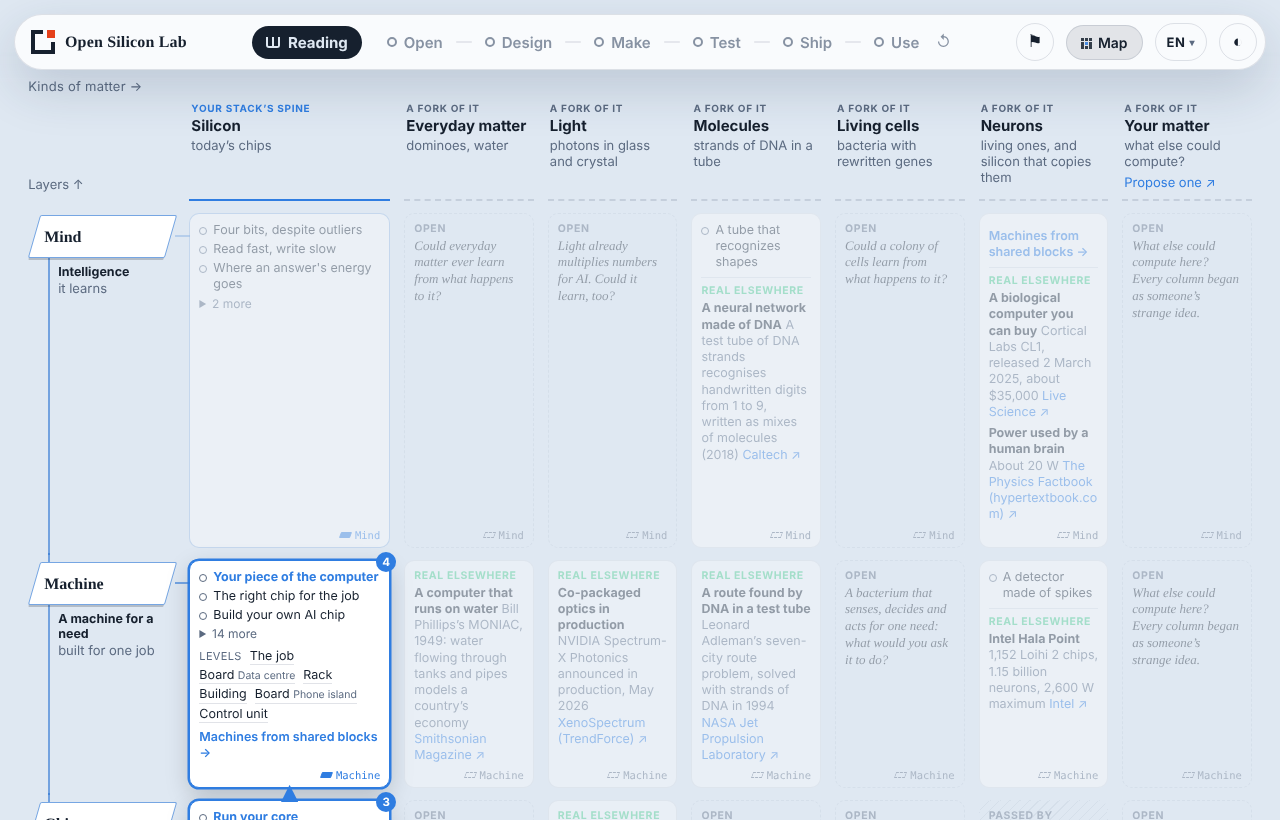 Open Silicon Lab
Reading
Open
Design
Make
Test
Ship
Use
Map
EN
Kinds of matter →
Layers ↑
YOUR STACK'S SPINE
Silicon
today's chips
A FORK OF IT
Everyday matter
dominoes, water
A FORK OF IT
Light
photons in glass
and crystal
A FORK OF IT
Molecules
strands of DNA in a
tube
A FORK OF IT
Living cells
bacteria with
rewritten genes
A FORK OF IT
Neurons
living ones, and
silicon that copies
them
A FORK OF IT
Your matter
what else could
compute?
Propose one ↗
Mind
Intelligence
it learns
Four bits, despite outliers
Read fast, write slow
Where an answer's energy
goes
2 more
Mind
OPEN
Could everyday
matter ever learn
from what happens
to it?
Mind
OPEN
Light already
multiplies numbers
for AI. Could it
learn, too?
Mind
A tube that
recognizes
shapes
REAL ELSEWHERE
A neural network
made of DNA A
test tube of DNA
strands
recognises
handwritten digits
from 1 to 9,
written as mixes
of molecules
(2018) Caltech ↗
Mind
OPEN
Could a colony of
cells learn from
what happens to it?
Mind
Machines from
shared blocks →
REAL ELSEWHERE
A biological
computer you
can buy Cortical
Labs CL1,
released 2 March
2025, about
$35,000 Live
Science ↗
Power used by a
human brain
About 20 W The
Physics Factbook
(hypertextbook.co
m) ↗
Mind
OPEN
What else could
compute here?
Every column began
as someone's
strange idea.
Mind
Machine
A machine for a
need
built for one job
4
Your piece of the computer
The right chip for the job
Build your own AI chip
14 more
LEVELS The job
Board Data centre Rack
Building Board Phone island
Control unit
Machines from shared blocks
→
Machine
REAL ELSEWHERE
A computer that
runs on water Bill
Phillips's MONIAC,
1949: water
flowing through
tanks and pipes
models a
country's
economy
Smithsonian
Magazine ↗
Machine
REAL ELSEWHERE
Co-packaged
optics in
production
NVIDIA Spectrum-
X Photonics
announced in
production, May
2026
XenoSpectrum
(TrendForce) ↗
Machine
REAL ELSEWHERE
A route found by
DNA in a test tube
Leonard
Adleman's seven-
city route
problem, solved
with strands of
DNA in 1994
NASA Jet
Propulsion
Laboratory ↗
Machine
OPEN
A bacterium that
senses, decides and
acts for one need:
what would you ask
it to do?
Machine
A detector
made of spikes
REAL ELSEWHERE
Intel Hala Point
1,152 Loihi 2 chips,
1.15 billion
neurons, 2,600 W
maximum Intel ↗
Machine
OPEN
What else could
compute here?
Every column began
as someone's
strange idea.
Machine
3
Run your core
OPEN
REAL ELSEWHERE
OPEN
OPEN
PASSED BY
OPEN